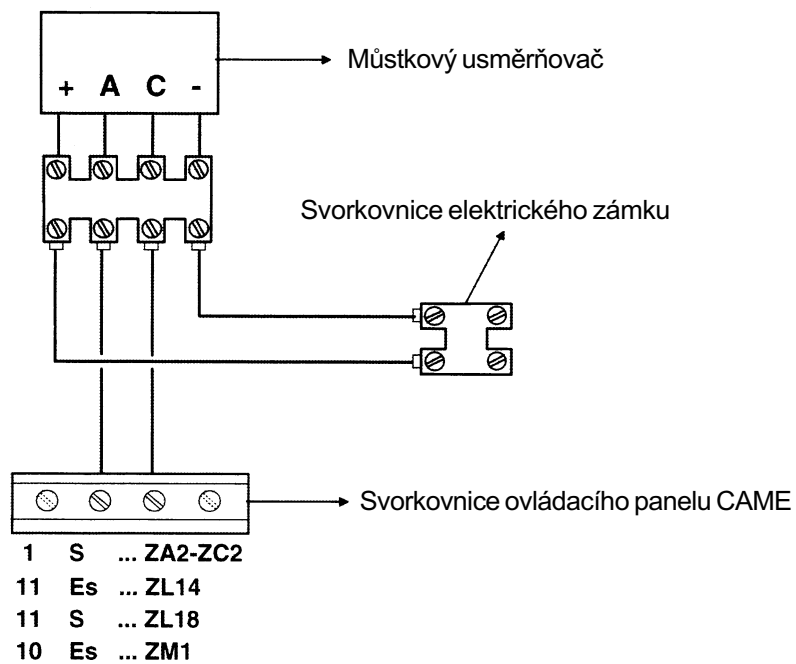 Můstkový usměrňovač
+ A C -
Svorkovnice elektrického zámku
Svorkovnice ovládacího panelu CAME
1 S ... ZA2-ZC2
11 Es ... ZL14
11 S ... ZL18
10 Es ... ZM1